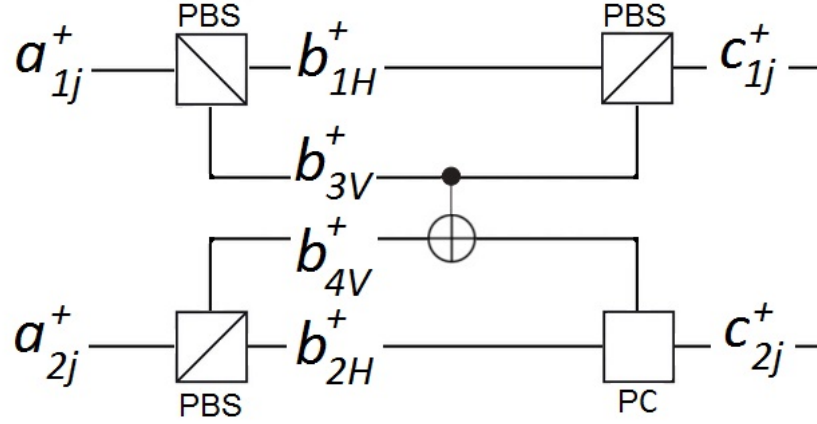 PBS PBS
a⁺₁ⱼ b⁺₁H c⁺₁ⱼ
b⁺₃V
b⁺₄V
a⁺₂ⱼ b⁺₂H c⁺₂ⱼ
PBS PC